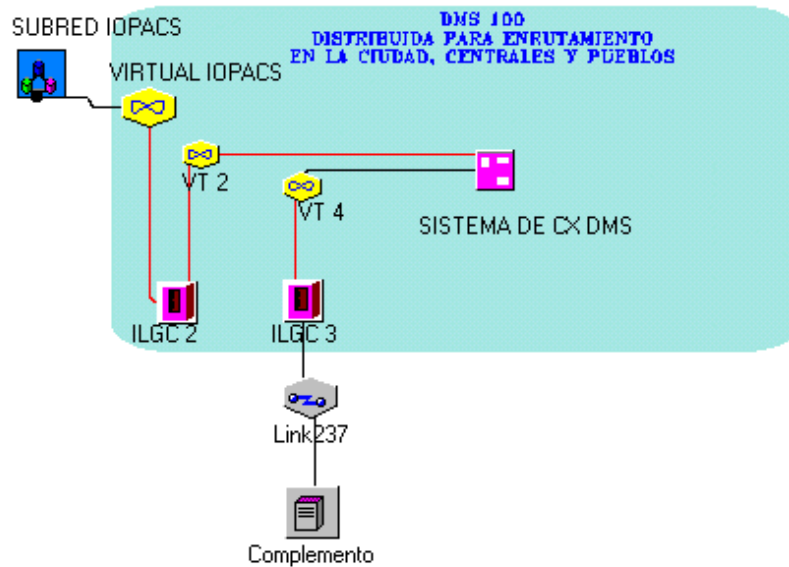 DMS 100
DISTRIBUIDA PARA ENRUTAMIENTO
EN LA CIUDAD, CENTRALES Y PUEBLOS
SUBRED IOPACS
VIRTUAL IOPACS
VT 2
VT 4
SISTEMA DE CX DMS
ILGC 2
ILGC 3
Link237
Complemento